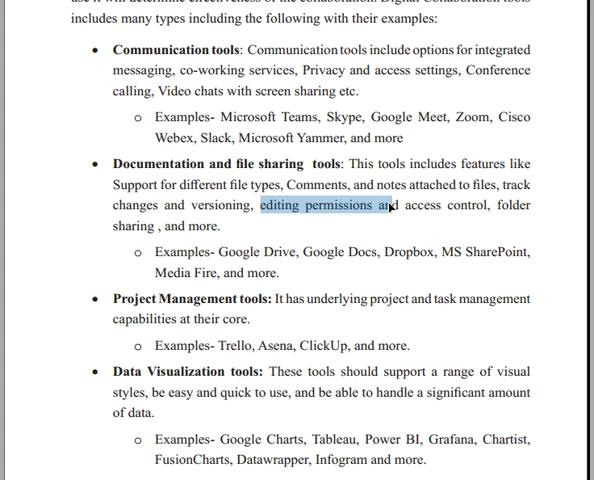 includes many types including the following with their examples:
• Communication tools: Communication tools include options for integrated
messaging, co-working services, Privacy and access settings, Conference
calling, Video chats with screen sharing etc.
o Examples- Microsoft Teams, Skype, Google Meet, Zoom, Cisco
Webex, Slack, Microsoft Yammer, and more
• Documentation and file sharing tools: This tools includes features like
Support for different file types, Comments, and notes attached to files, track
changes and versioning, editing permissions and access control, folder
sharing , and more.
o Examples- Google Drive, Google Docs, Dropbox, MS SharePoint,
Media Fire, and more.
• Project Management tools: It has underlying project and task management
capabilities at their core.
o Examples- Trello, Asena, ClickUp, and more.
• Data Visualization tools: These tools should support a range of visual
styles, be easy and quick to use, and be able to handle a significant amount
of data.
o Examples- Google Charts, Tableau, Power BI, Grafana, Chartist,
FusionCharts, Datawrapper, Infogram and more.